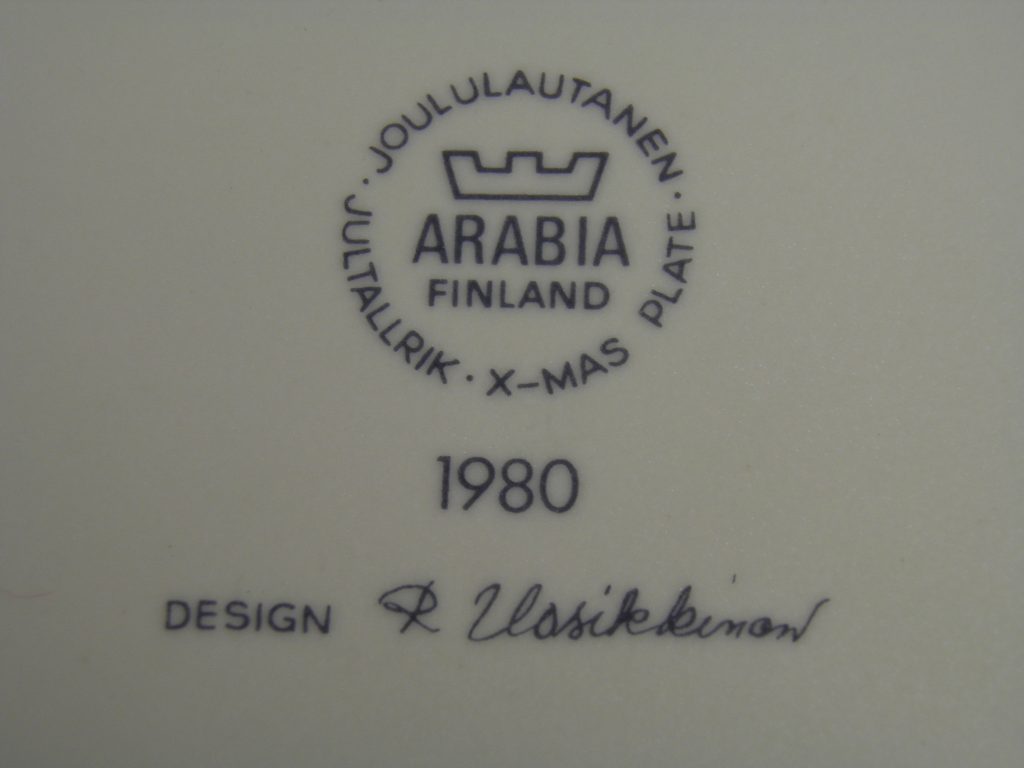 JOULULAUTANEN · X-MAS PLATE · JULTALLRIK ·
ARABIA
FINLAND
1980
DESIGN R Uosikkinen